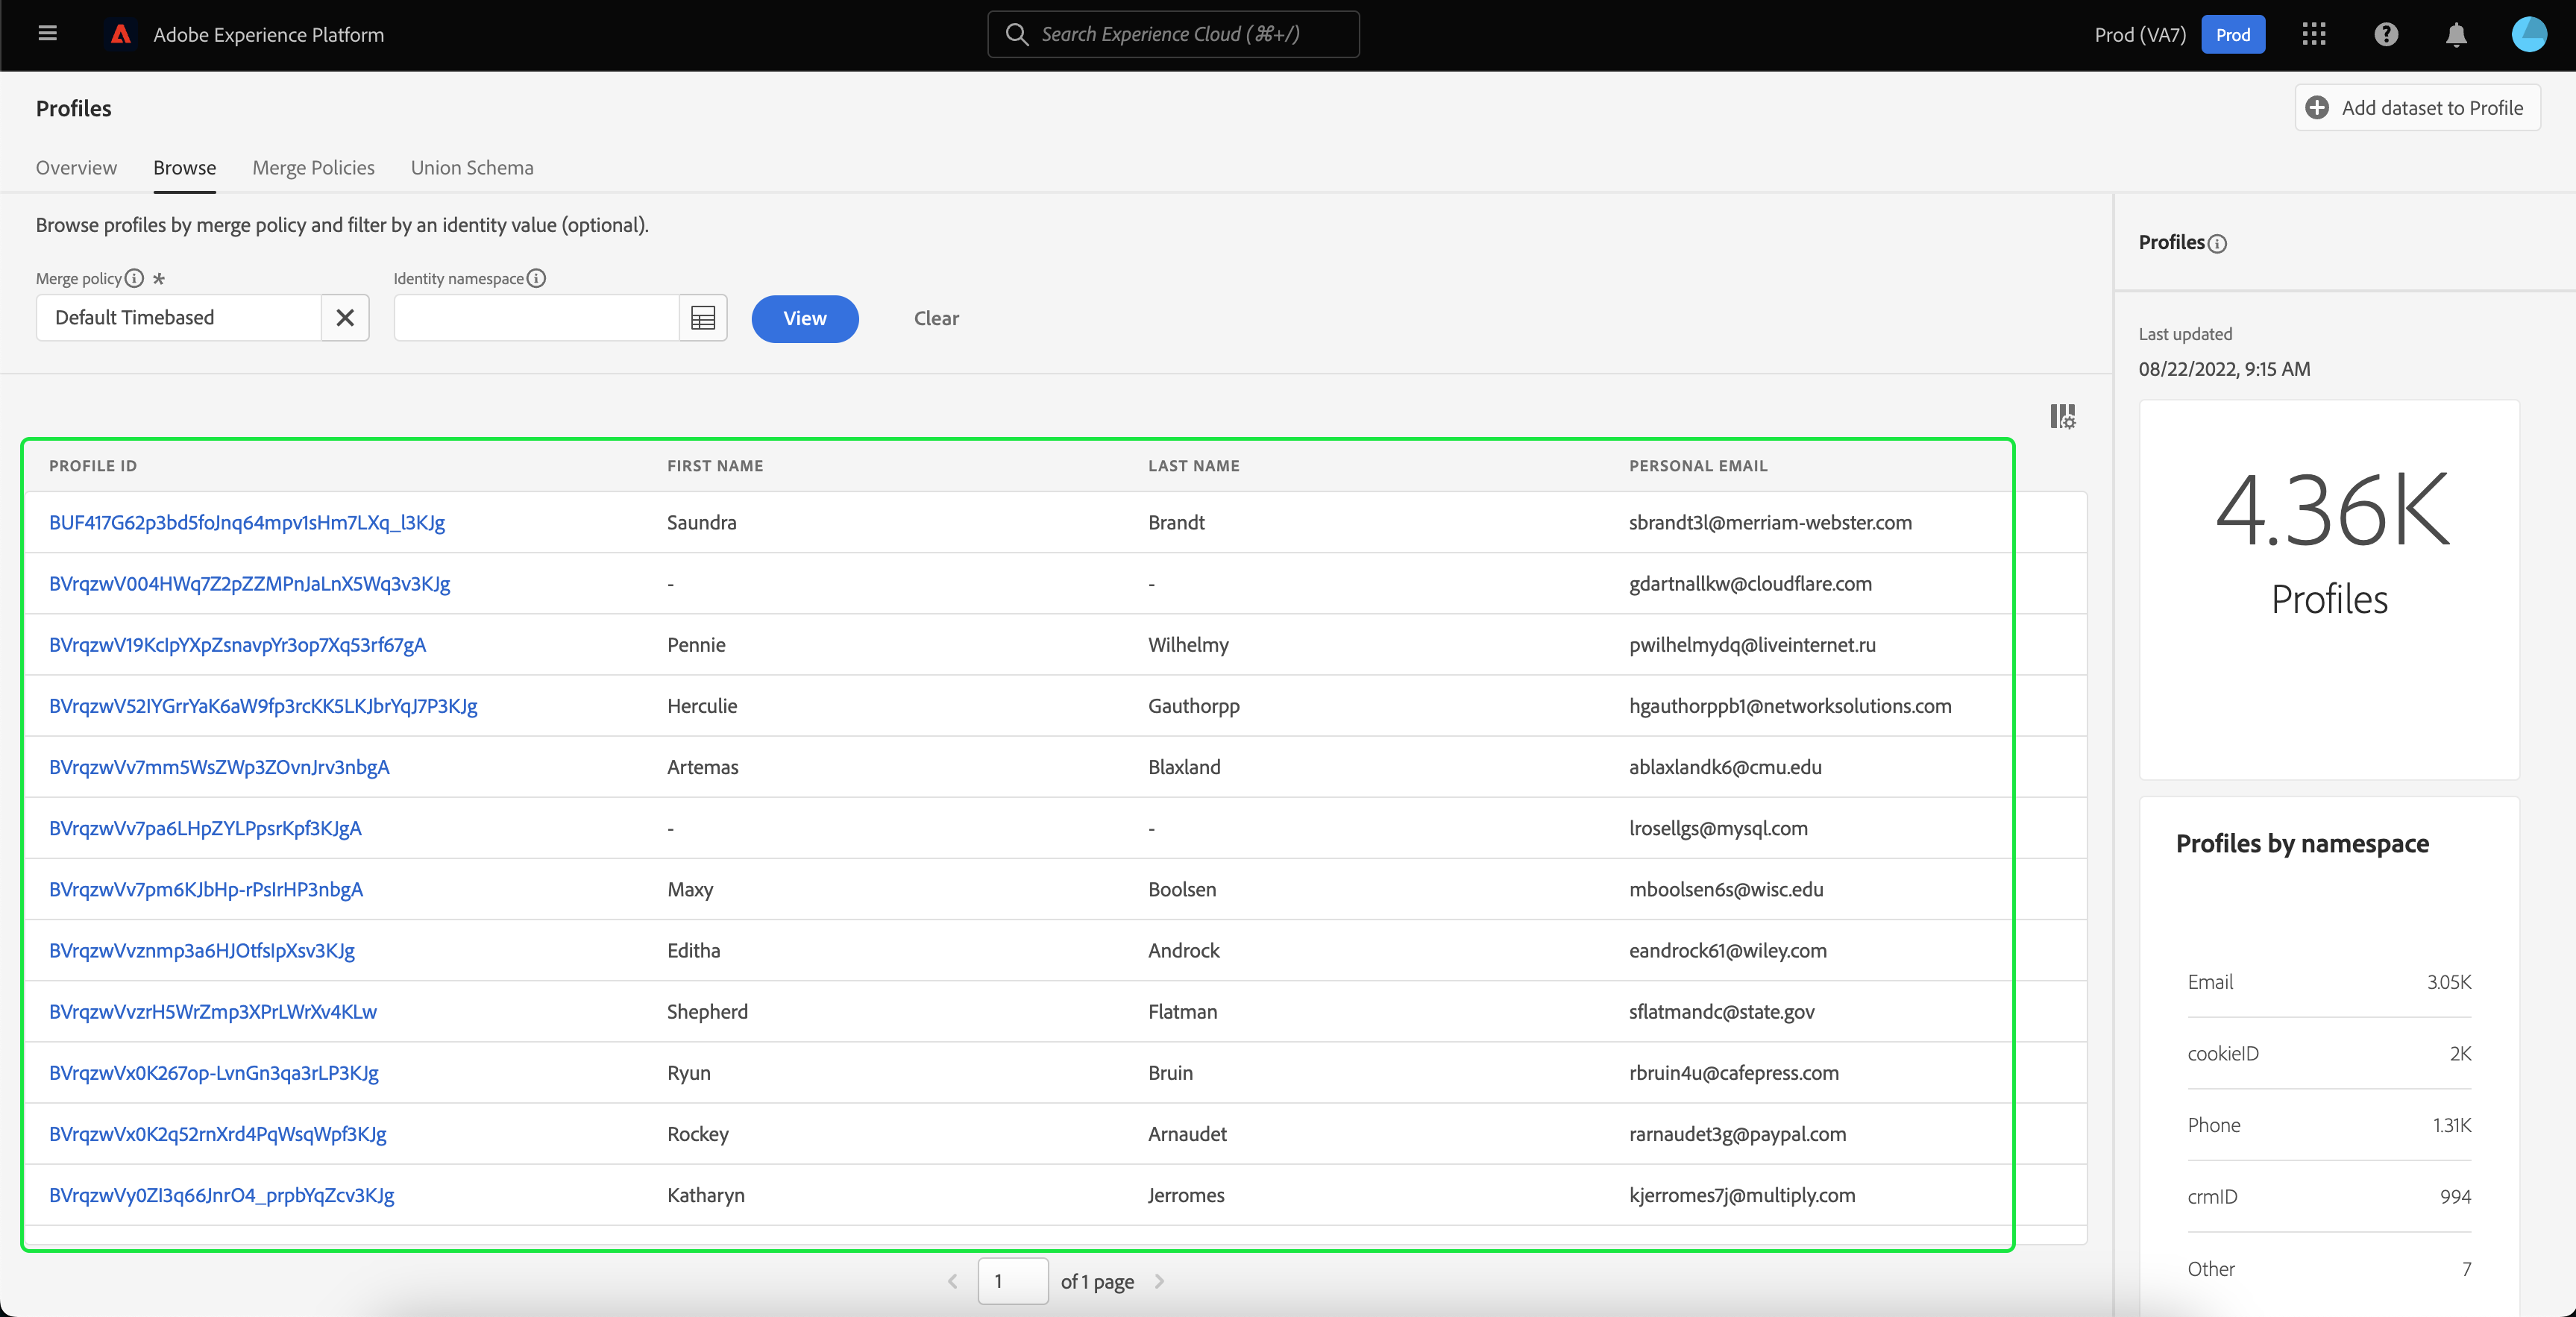 Adobe Experience Platform
Search Experience Cloud (⌘+/)
Prod (VA7)
Prod
Profiles
Add dataset to Profile
Overview Browse Merge Policies Union Schema
Browse profiles by merge policy and filter by an identity value (optional).
Merge policy *
Identity namespace
Default Timebased
View
Clear
PROFILE ID FIRST NAME LAST NAME PERSONAL EMAIL
BUF417G62p3bd5foJnq64mpv1sHm7LXq_l3KJg Saundra Brandt sbrandt3l@merriam-webster.com
BVrqzwV004HWq7Z2pZZMPnJaLnX5Wq3v3KJg - - gdartnallkw@cloudflare.com
BVrqzwV19KcIpYXpZsnavpYr3op7Xq53rf67gA Pennie Wilhelmy pwilhelmydq@liveinternet.ru
BVrqzwV52IYGrrYaK6aW9fp3rcKK5LKJbrYqJ7P3KJg Herculie Gauthorpp hgauthorppb1@networksolutions.com
BVrqzwVv7mm5WsZWp3ZOvnJrv3nbgA Artemas Blaxland ablaxlandk6@cmu.edu
BVrqzwVv7pa6LHpZYLPpsrKpf3KJgA - - lrosellgs@mysql.com
BVrqzwVv7pm6KJbHp-rPsIrHP3nbgA Maxy Boolsen mboolsen6s@wisc.edu
BVrqzwVvznmp3a6HJOtfsIpXsv3KJg Editha Androck eandrock61@wiley.com
BVrqzwVvzrH5WrZmp3XPrLWrXv4KLw Shepherd Flatman sflatmandc@state.gov
BVrqzwVx0K267op-LvnGn3qa3rLP3KJg Ryun Bruin rbruin4u@cafepress.com
BVrqzwVx0K2q52rnXrd4PqWsqWpf3KJg Rockey Arnaudet rarnaudet3g@paypal.com
BVrqzwVy0ZI3q66JnrO4_prpbYqZcv3KJg Katharyn Jerromes kjerromes7j@multiply.com
1 of 1 page
Profiles
Last updated
08/22/2022, 9:15 AM
4.36K
Profiles
Profiles by namespace
Email 3.05K
cookieID 2K
Phone 1.31K
crmID 994
Other 7